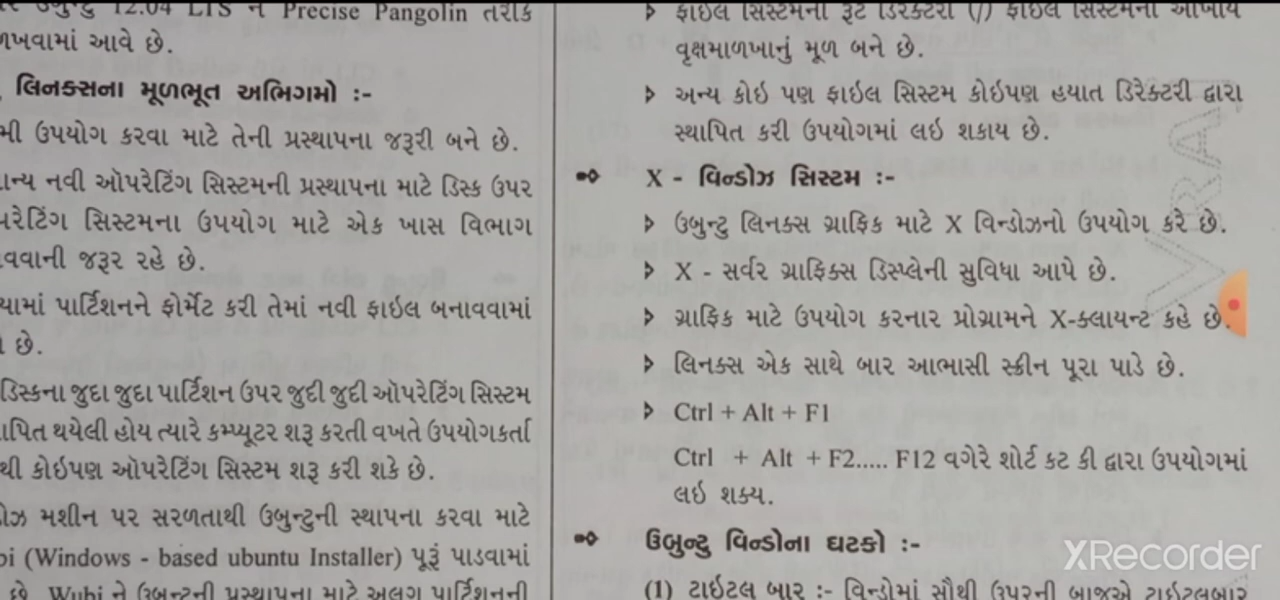 12.04 LTS ને Precise Pangolin તરીકે
ળખવામાં આવે છે.
લિનક્સના મૂળભૂત અભિગમો :-
ઉપયોગ કરવા માટે તેની પ્રસ્થાપના જરૂરી બને છે.
નવી ઑપરેટિંગ સિસ્ટમની પ્રસ્થાપના માટે ડિસ્ક ઉપર
પરેટિંગ સિસ્ટમના ઉપયોગ માટે એક ખાસ વિભાગ
વવાની જરૂર રહે છે.
યામાં પાર્ટિશનને ફોર્મેટ કરી તેમાં નવી ફાઇલ બનાવવામાં
છે.
ડિસ્કના જુદા જુદા પાર્ટિશન ઉપર જુદી જુદી ઑપરેટિંગ સિસ્ટમ
પિત થયેલી હોય ત્યારે કમ્પ્યૂટર શરૂ કરતી વખતે ઉપયોગકર્તા
થી કોઇપણ ઑપરેટિંગ સિસ્ટમ શરૂ કરી શકે છે.
ોઝ મશીન પર સરળતાથી ઉબુન્ટુની સ્થાપના કરવા માટે
bi (Windows - based ubuntu Installer) પૂરૂં પાડવામાં
છે. Wubi ને ઉબુન્ટુની પ્રસ્થાપના માટે અલગ પાર્ટિશનની
ફાઇલ સિસ્ટમની રૂટ ડિરેક્ટરી (/) ફાઇલ સિસ્ટમના આખાય
વૃક્ષમાળખાનું મૂળ બને છે.
અન્ય કોઇ પણ ફાઇલ સિસ્ટમ કોઇપણ હયાત ડિરેક્ટરી દ્વારા
સ્થાપિત કરી ઉપયોગમાં લઇ શકાય છે.
X - વિન્ડોઝ સિસ્ટમ :-
ઉબુન્ટુ લિનક્સ ગ્રાફિક માટે X વિન્ડોઝનો ઉપયોગ કરે છે.
X - સર્વર ગ્રાફિક્સ ડિસ્પ્લેની સુવિધા આપે છે.
ગ્રાફિક માટે ઉપયોગ કરનાર પ્રોગ્રામને X-ક્લાયન્ટ કહે છે.
લિનક્સ એક સાથે બાર આભાસી સ્ક્રીન પૂરા પાડે છે.
Ctrl + Alt + F1
Ctrl + Alt + F2..... F12 વગેરે શોર્ટ કટ કી દ્વારા ઉપયોગમાં
લઇ શક્ય.
ઉબુન્ટુ વિન્ડોના ઘટકો :-
(1) ટાઇટલ બાર :- વિન્ડોમાં સૌથી ઉપરની બાજુએ ટાઇટલબાર
VIRAT
XRecorder